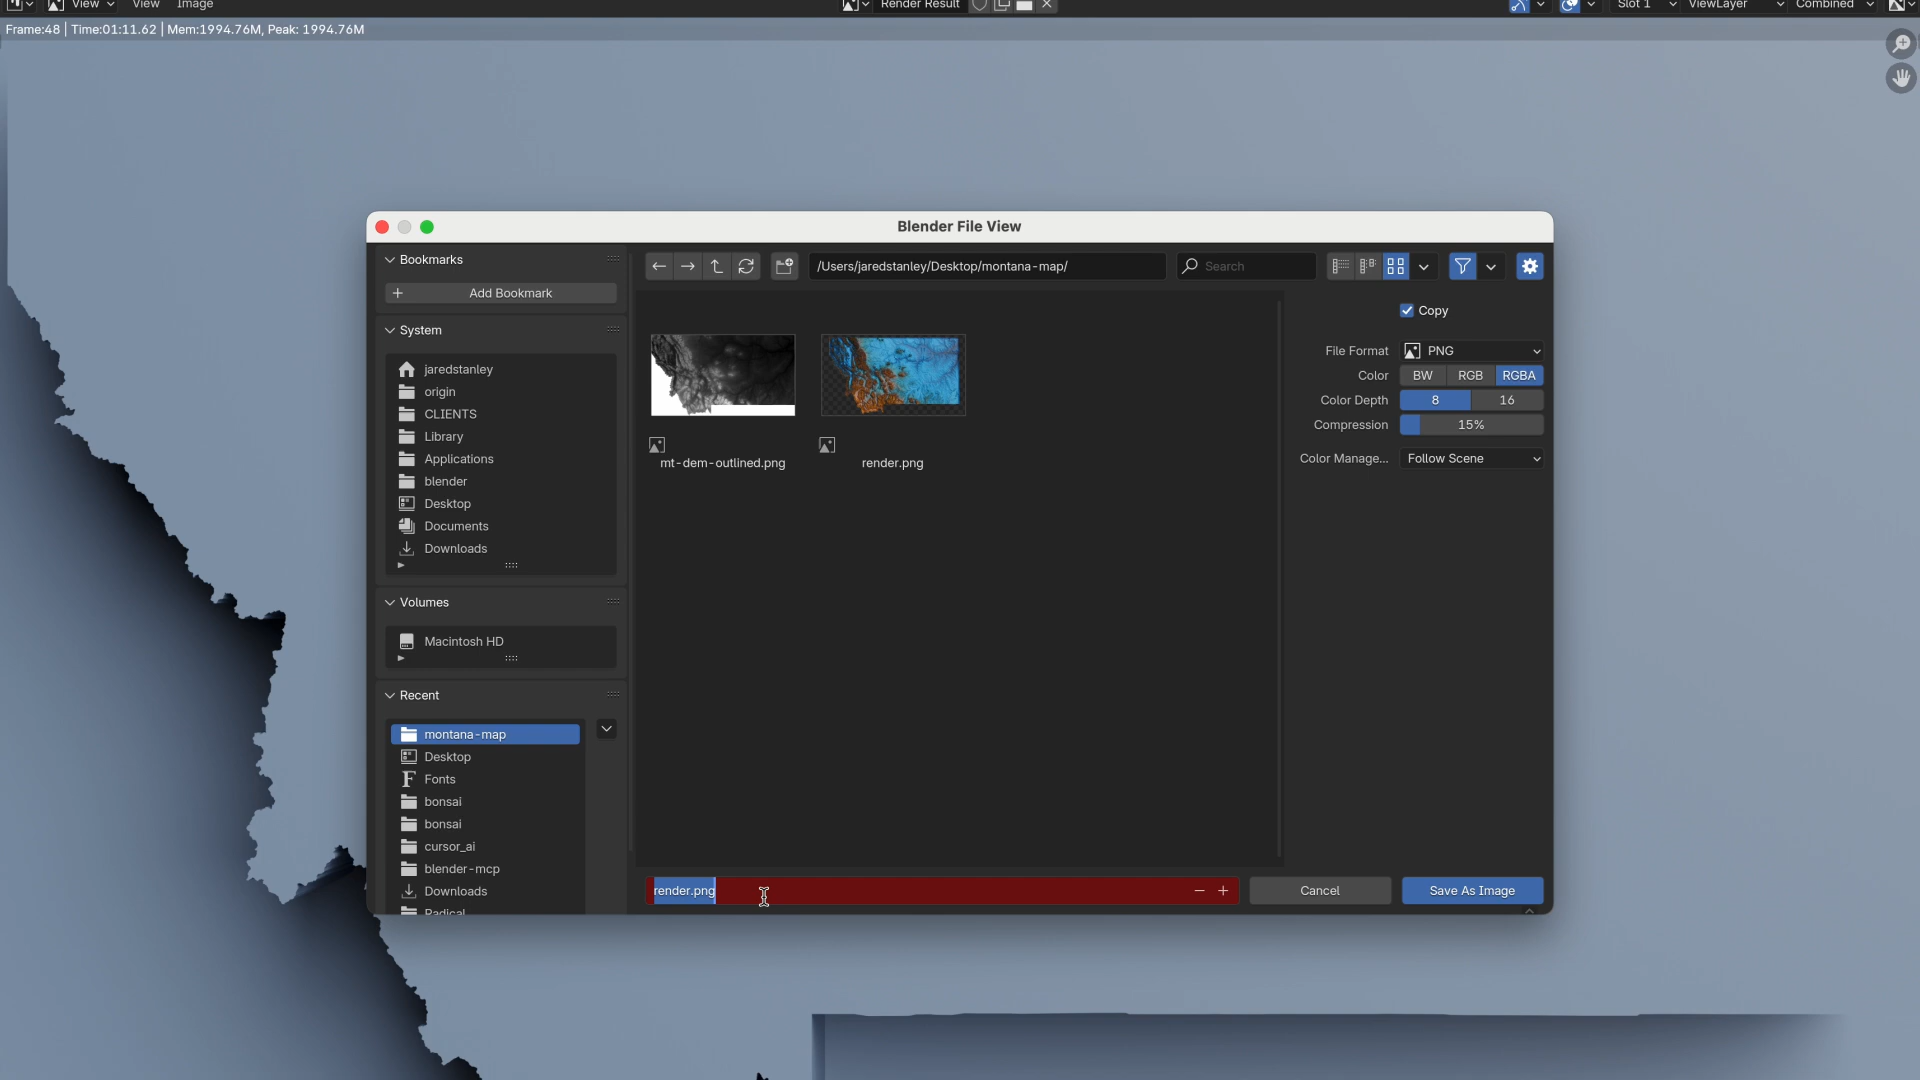 View
View
Image
Render Result
Slot 1
ViewLayer
Combined
Frame:48 | Time:01:11.62 | Mem:1994.76M, Peak: 1994.76M
Blender File View
Bookmarks
Add Bookmark
System
jaredstanley
origin
CLIENTS
Library
Applications
blender
Desktop
Documents
Downloads
Volumes
Macintosh HD
Recent
montana-map
Desktop
Fonts
bonsai
bonsai
cursor_ai
blender-mcp
Downloads
Radical
/Users/jaredstanley/Desktop/montana-map/
Search
mt-dem-outlined.png
render.png
Copy
File Format PNG
Color BW RGB RGBA
Color Depth 8 16
Compression 15%
Color Manage... Follow Scene
render.png
Cancel
Save As Image